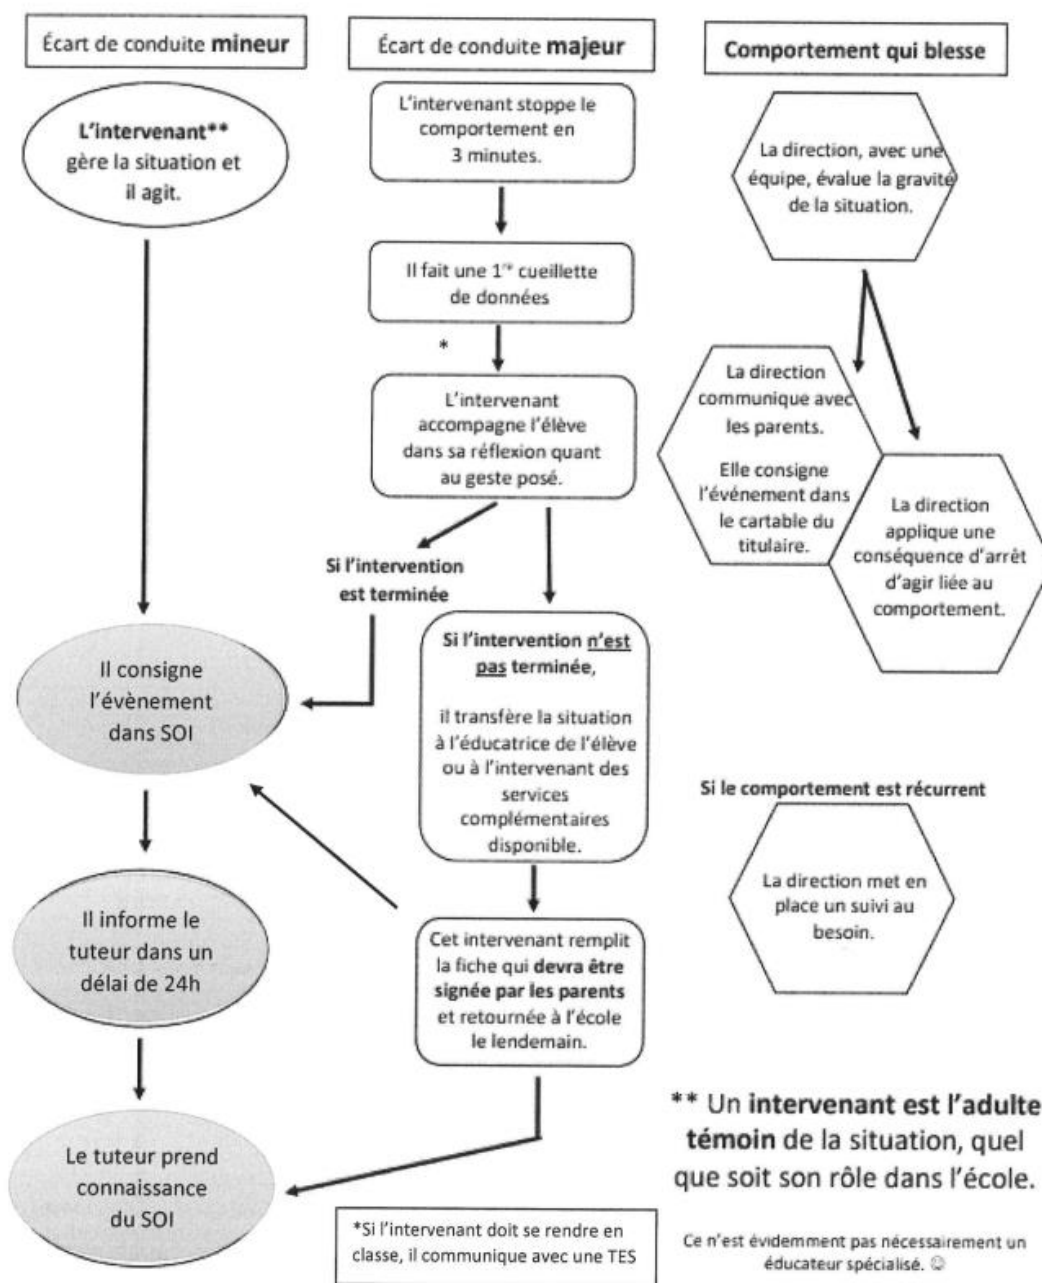 Écart de conduite mineur
L'intervenant**
gère la situation et
il agit.
Il consigne
l'évènement
dans SOI
Il informe le
tuteur dans un
délai de 24h
Le tuteur prend
connaissance
du SOI
Écart de conduite majeur
L'intervenant stoppe le
comportement en
3 minutes.
Il fait une 1re cueillette
de données
*
L'intervenant
accompagne l'élève
dans sa réflexion quant
au geste posé.
Si l'intervention
est terminée
Si l'intervention n'est
pas terminée,
il transfère la situation
à l'éducatrice de l'élève
ou à l'intervenant des
services
complémentaires
disponible.
Cet intervenant remplit
la fiche qui devra être
signée par les parents
et retournée à l'école
le lendemain.
*Si l'intervenant doit se rendre en
classe, il communique avec une TES
Comportement qui blesse
La direction, avec une
équipe, évalue la gravité
de la situation.
La direction
communique avec
les parents.
Elle consigne
l'événement dans
le cartable du
titulaire.
La direction
applique une
conséquence d'arrêt
d'agir liée au
comportement.
Si le comportement est récurrent
La direction met en
place un suivi au
besoin.
** Un intervenant est l'adulte
témoin de la situation, quel
que soit son rôle dans l'école.
Ce n'est évidemment pas nécessairement un
éducateur spécialisé. ☺